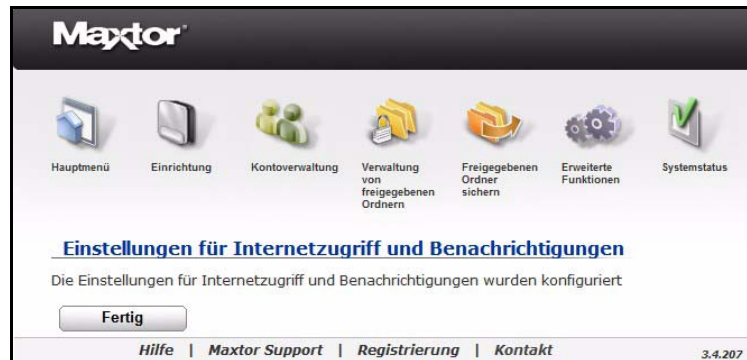 Maxtor
Hauptmenü
Einrichtung
Kontoverwaltung
Verwaltung
von
freigegebenen
Ordnern
Freigegebenen
Ordner
sichern
Erweiterte
Funktionen
Systemstatus
Einstellungen für Internetzugriff und Benachrichtigungen
Die Einstellungen für Internetzugriff und Benachrichtigungen wurden konfiguriert
Fertig
Hilfe | Maxtor Support | Registrierung | Kontakt 3.4.207